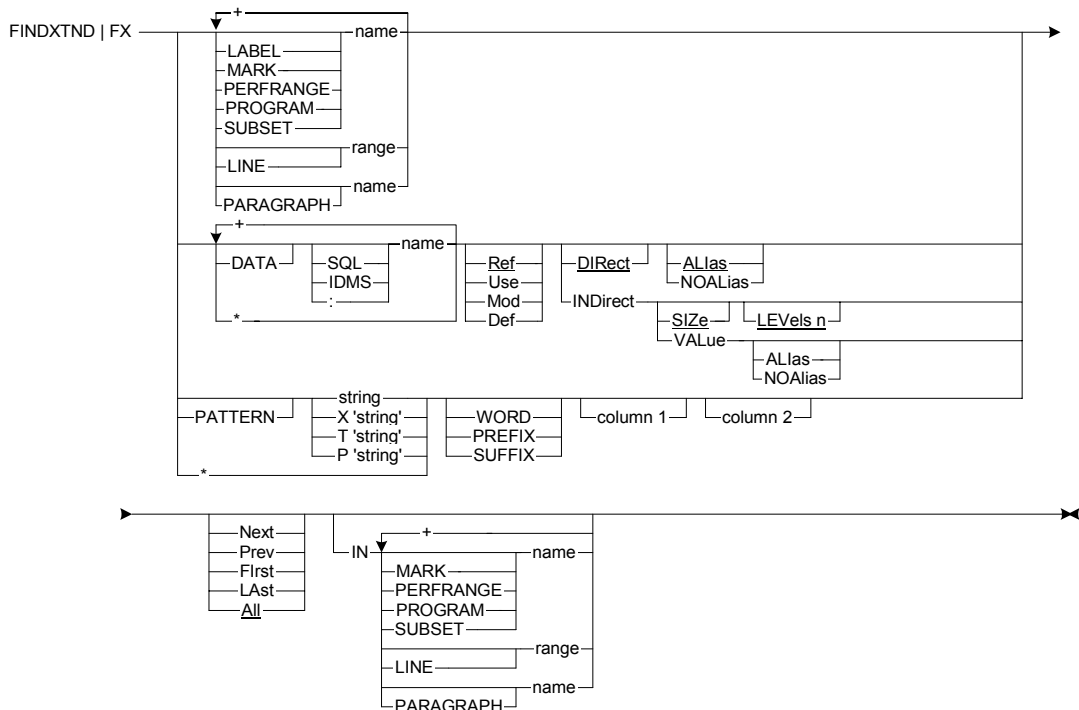 +
FINDXTND | FX name
LABEL
MARK
PERFRANGE
PROGRAM
SUBSET
range
LINE
name
PARAGRAPH
+
name
DATA SQL Ref DIRect ALIas
IDMS Use NOALias
: Mod INDirect
* Def SIZe LEVels n
VALue
ALIas
NOAlias
string
PATTERN X 'string' WORD column 1 column 2
T 'string' PREFIX
P 'string' SUFFIX
*
Next IN + name
Prev MARK
FIrst PERFRANGE
LAst PROGRAM
All SUBSET
range
LINE
name
PARAGRAPH